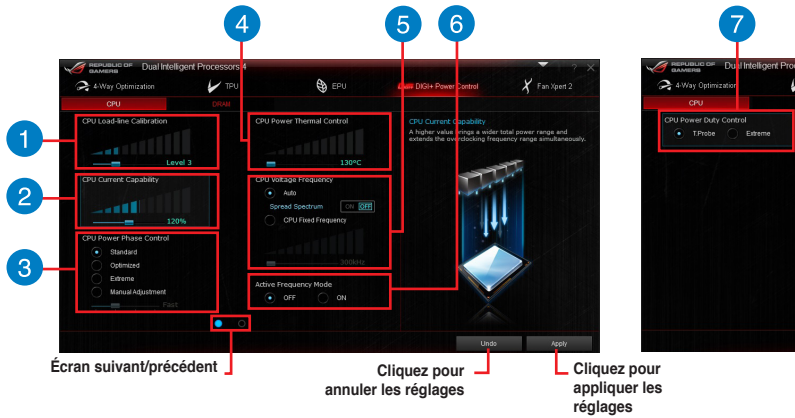 4
5
6
7
REPUBLIC OF GAMERS
Dual Intelligent Processors 4
?
4-Way Optimization
TPU
EPU
DIGI+ Power Control
Fan Xpert 2
CPU
DRAM
1
CPU Load-line Calibration
Level 3
2
CPU Current Capability
120%
3
CPU Power Phase Control
Standard
Optimized
Extreme
Manual Adjustment
Fast
CPU Power Thermal Control
130°C
CPU Voltage Frequency
Auto
Spread Spectrum
ON OFF
CPU Fixed Frequency
300kHz
Active Frequency Mode
OFF
ON
CPU Current Capability
A higher value brings a wider total power range and
extends the overclocking frequency range simultaneously.
Undo
Apply
REPUBLIC OF GAMERS
Dual Intelligent Proc
4-Way Optimization
CPU
CPU Power Duty Control
T.Probe
Extreme
Écran suivant/précédent
Cliquez pour
annuler les réglages
Cliquez pour
appliquer les
réglages